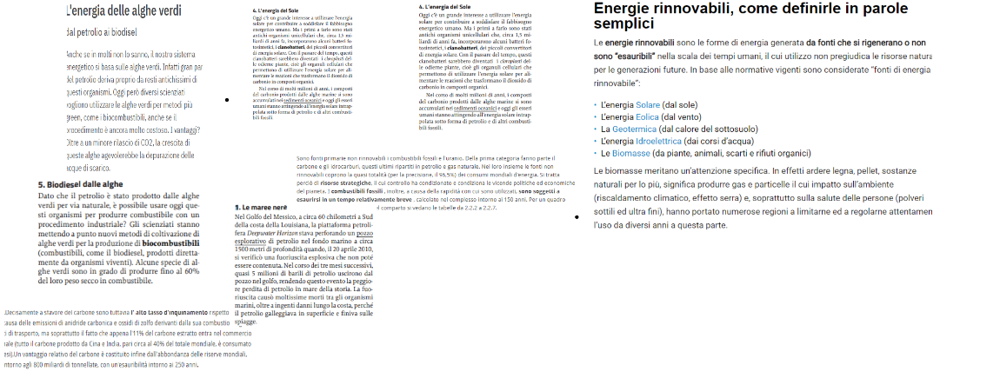 L'energia delle alghe verdi
dal petrolio ai biodiesel
Anche se in molti non lo sanno, il nostro sistema
energetico si basa sulle alghe verdi. Infatti gran par
del petrolio deriva proprio da resti antichissimi di
questi organismi. Oggi però diversi scienziati
vogliono utilizzare le alghe verdi per metodi più
green, come i biocombustibili, anche se il
procedimento è ancora molto costoso. I vantaggi?
Oltre a un minore rilascio di CO2, la crescita di
queste alghe agevolerebbe la depurazione delle
acque di scarico.
5. Biodiesel dalle alghe
Dato che il petrolio è stato prodotto dalle alghe
verdi per via naturale, è possibile usare oggi que-
sti organismi per produrre combustibile con un
procedimento industriale? Gli scienziati stanno
mettendo a punto nuovi metodi di coltivazione di
alghe verdi per la produzione di biocombustibili
(combustibili, come il biodiesel, prodotti diretta-
mente da organismi viventi). Alcune specie di al-
ghe verdi sono in grado di produrre fino al 60%
del loro peso secco in combustibile.
Decisamente a sfavore del carbone sono tuttavia l' alto tasso d'inquinamento rispetto
causa delle emissioni di anidride carbonica e ossidi di zolfo derivanti dalla sua combustio
i di trasporto, ma soprattutto il fatto che appena l'11% del carbone estratto entra nel commercio
iale (tutto il carbone prodotto da Cina e India, pari circa al 40% del totale mondiale, è consumato
esi).Un vantaggio relativo del carbone è costituito infine dall'abbondanza delle riserve mondiali,
intorno agli 800 miliardi di tonnellate, con un'esauribilità intorno ai 250 anni.
4. L'energia del Sole
Oggi c'è un grande interesse a utilizzare l'energia
solare per contribuire a soddisfare il fabbisogno
energetico umano. Ma i primi a farlo sono stati
antichi organismi unicellulari che, circa 1,5 mi-
liardi di anni fa, incorporarono alcuni batteri fo-
tosintetici, i cianobatteri, dei piccoli convertitori
di energia solare. Con il passare del tempo, questi
cianobatteri sarebbero diventati i cloroplasti del-
le odierne piante, cioè gli organuli cellulari che
permettono di utilizzare l'energia solare per ali-
mentare le reazioni che trasformano il diossido di
carbonio in composti organici.
Nel corso di molti milioni di anni, i composti
del carbonio prodotti dalle alghe marine si sono
accumulati nei sedimenti oceanici e oggi gli esseri
umani stanno attingendo all'energia solare intrap-
polata sotto forma di petrolio e di altri combusti-
bili fossili.
4. L'energia del Sole
Oggi c'è un grande interesse a utilizzare l'energia
solare per contribuire a soddisfare il fabbisogno
energetico umano. Ma i primi a farlo sono stati
antichi organismi unicellulari che, circa 1,5 mi-
liardi di anni fa, incorporarono alcuni batteri fo-
tosintetici, i cianobatteri, dei piccoli convertitori
di energia solare. Con il passare del tempo, questi
cianobatteri sarebbero diventati i cloroplasti del-
le odierne piante, cioè gli organuli cellulari che
permettono di utilizzare l'energia solare per ali-
mentare le reazioni che trasformano il diossido di
carbonio in composti organici.
Nel corso di molti milioni di anni, i composti
del carbonio prodotti dalle alghe marine si sono
accumulati nei sedimenti oceanici e oggi gli esseri
umani stanno attingendo all'energia solare intrap-
polata sotto forma di petrolio e di altri combusti-
bili fossili.
Sono fonti primarie non rinnovabili i combustibili fossili e l'uranio. Della prima categoria fanno parte il
carbone e gli idrocarburi, questi ultimi ripartiti in petrolio e gas naturale. Nel loro insieme le fonti non
rinnovabili coprono la quasi totalità (per la precisione, il 96,5%) dei consumi mondiali d'energia. Si tratta
perciò di risorse strategiche, il cui controllo ha condizionato e condiziona le vicende politiche ed economiche
dei Paesi. I combustibili fossili, inoltre, a causa della rapidità con cui sono utilizzati, sono soggetti a
esaurirsi in un tempo relativamente breve, calcolato nel complesso intorno ai 150 anni. Per un quadro
l comparto si vedano le tabelle da 2.2.2 a 2.2.7.
1. Le maree nere
Nel Golfo del Messico, a circa 60 chilometri a Sud
della costa della Louisiana, la piattaforma petroli-
fera Deepwater Horizon stava perforando un pozzo
esplorativo di petrolio nel fondo marino a circa
1500 metri di profondità quando, il 20 aprile 2010,
si verificò una fuoriuscita esplosiva che non poté
essere contenuta. Nel corso dei tre mesi successivi,
quasi 5 milioni di barili di petrolio uscirono dal
pozzo nel golfo, rendendo questo evento la peggio-
re perdita di petrolio in mare della storia. La fuo-
riuscita causò moltissime morti tra gli organismi
marini, oltre a ingenti danni lungo la costa, perché
il petrolio galleggiava in superficie e finiva sulle
spiagge.
Energie rinnovabili, come definirle in parole
semplici
Le energie rinnovabili sono le forme di energia generata da fonti che si rigenerano o non
sono "esauribili" nella scala dei tempi umani, il cui utilizzo non pregiudica le risorse natura
per le generazioni future. In base alle normative vigenti sono considerate "fonti di energia
rinnovabile":
• L'energia Solare (dal sole)
• L'energia Eolica (dal vento)
• La Geotermica (dal calore del sottosuolo)
• L'energia Idroelettrica (dai corsi d'acqua)
• Le Biomasse (da piante, animali, scarti e rifiuti organici)
Le biomasse meritano un'attenzione specifica. In effetti ardere legna, pellet, sostanze
naturali per lo più, significa produrre gas e particelle il cui impatto sull'ambiente
(riscaldamento climatico, effetto serra) e, soprattutto sulla salute delle persone (polveri
sottili ed ultra fini), hanno portato numerose regioni a limitarne ed a regolarne attentamen
l'uso da diversi anni a questa parte.